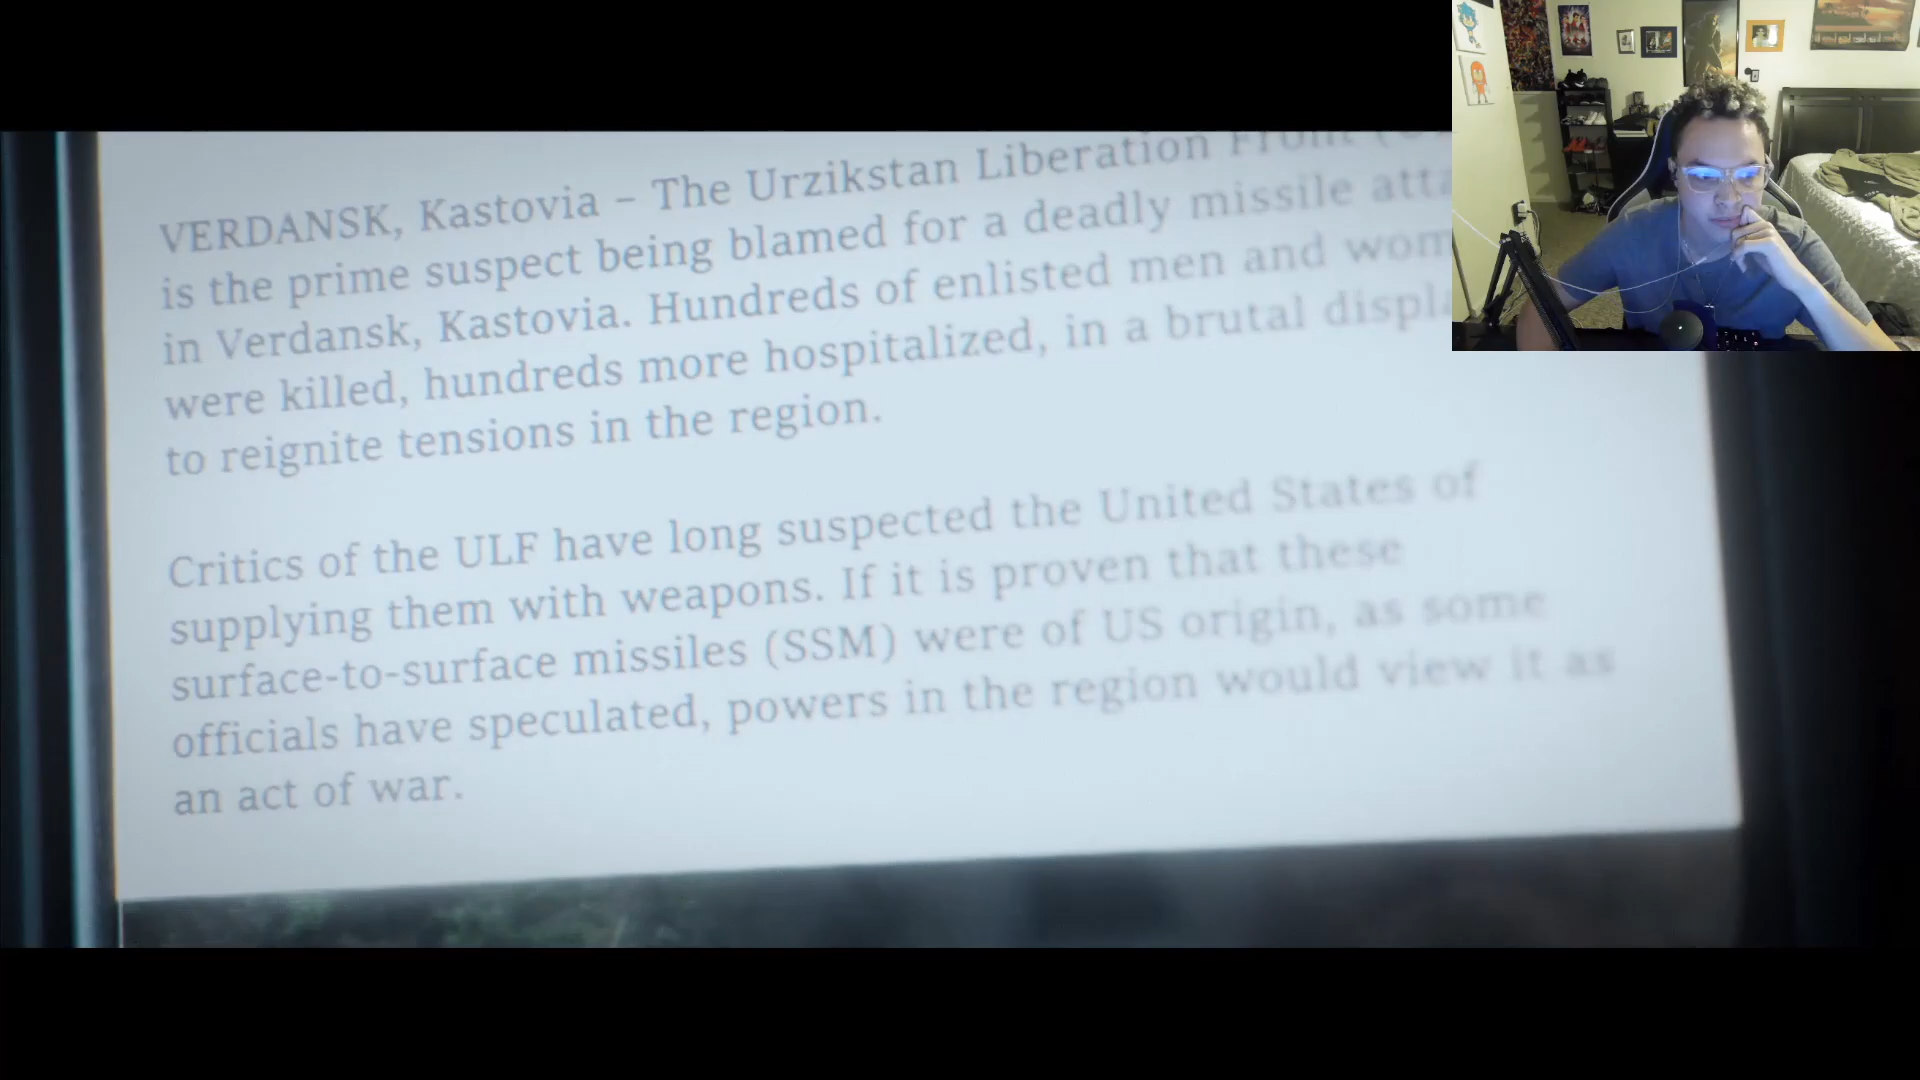 VERDANSK, Kastovia – The Urzikstan Liberation Front
is the prime suspect being blamed for a deadly missile
in Verdansk, Kastovia. Hundreds of enlisted men and
were killed, hundreds more hospitalized, in a brutal
to reignite tensions in the region.
Critics of the ULF have long suspected the United States of
supplying them with weapons. If it is proven that these
surface-to-surface missiles (SSM) were of US origin, as some
officials have speculated, powers in the region would view it as
an act of war.